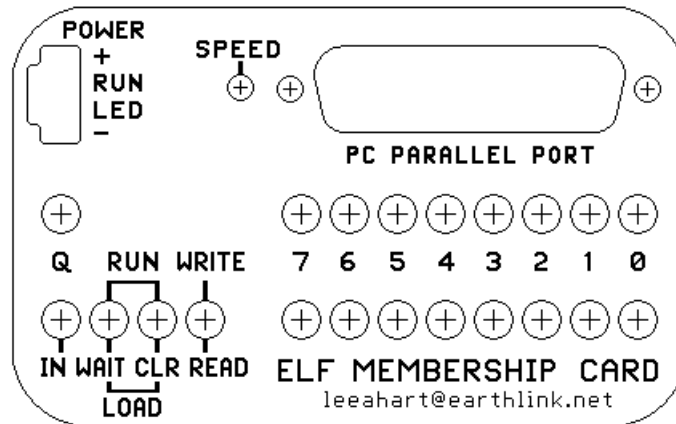 POWER
+
RUN
LED
-
SPEED
PC PARALLEL PORT
Q RUN WRITE 7 6 5 4 3 2 1 0
IN WAIT CLR READ
LOAD
ELF MEMBERSHIP CARD
leeahart@earthlink.net